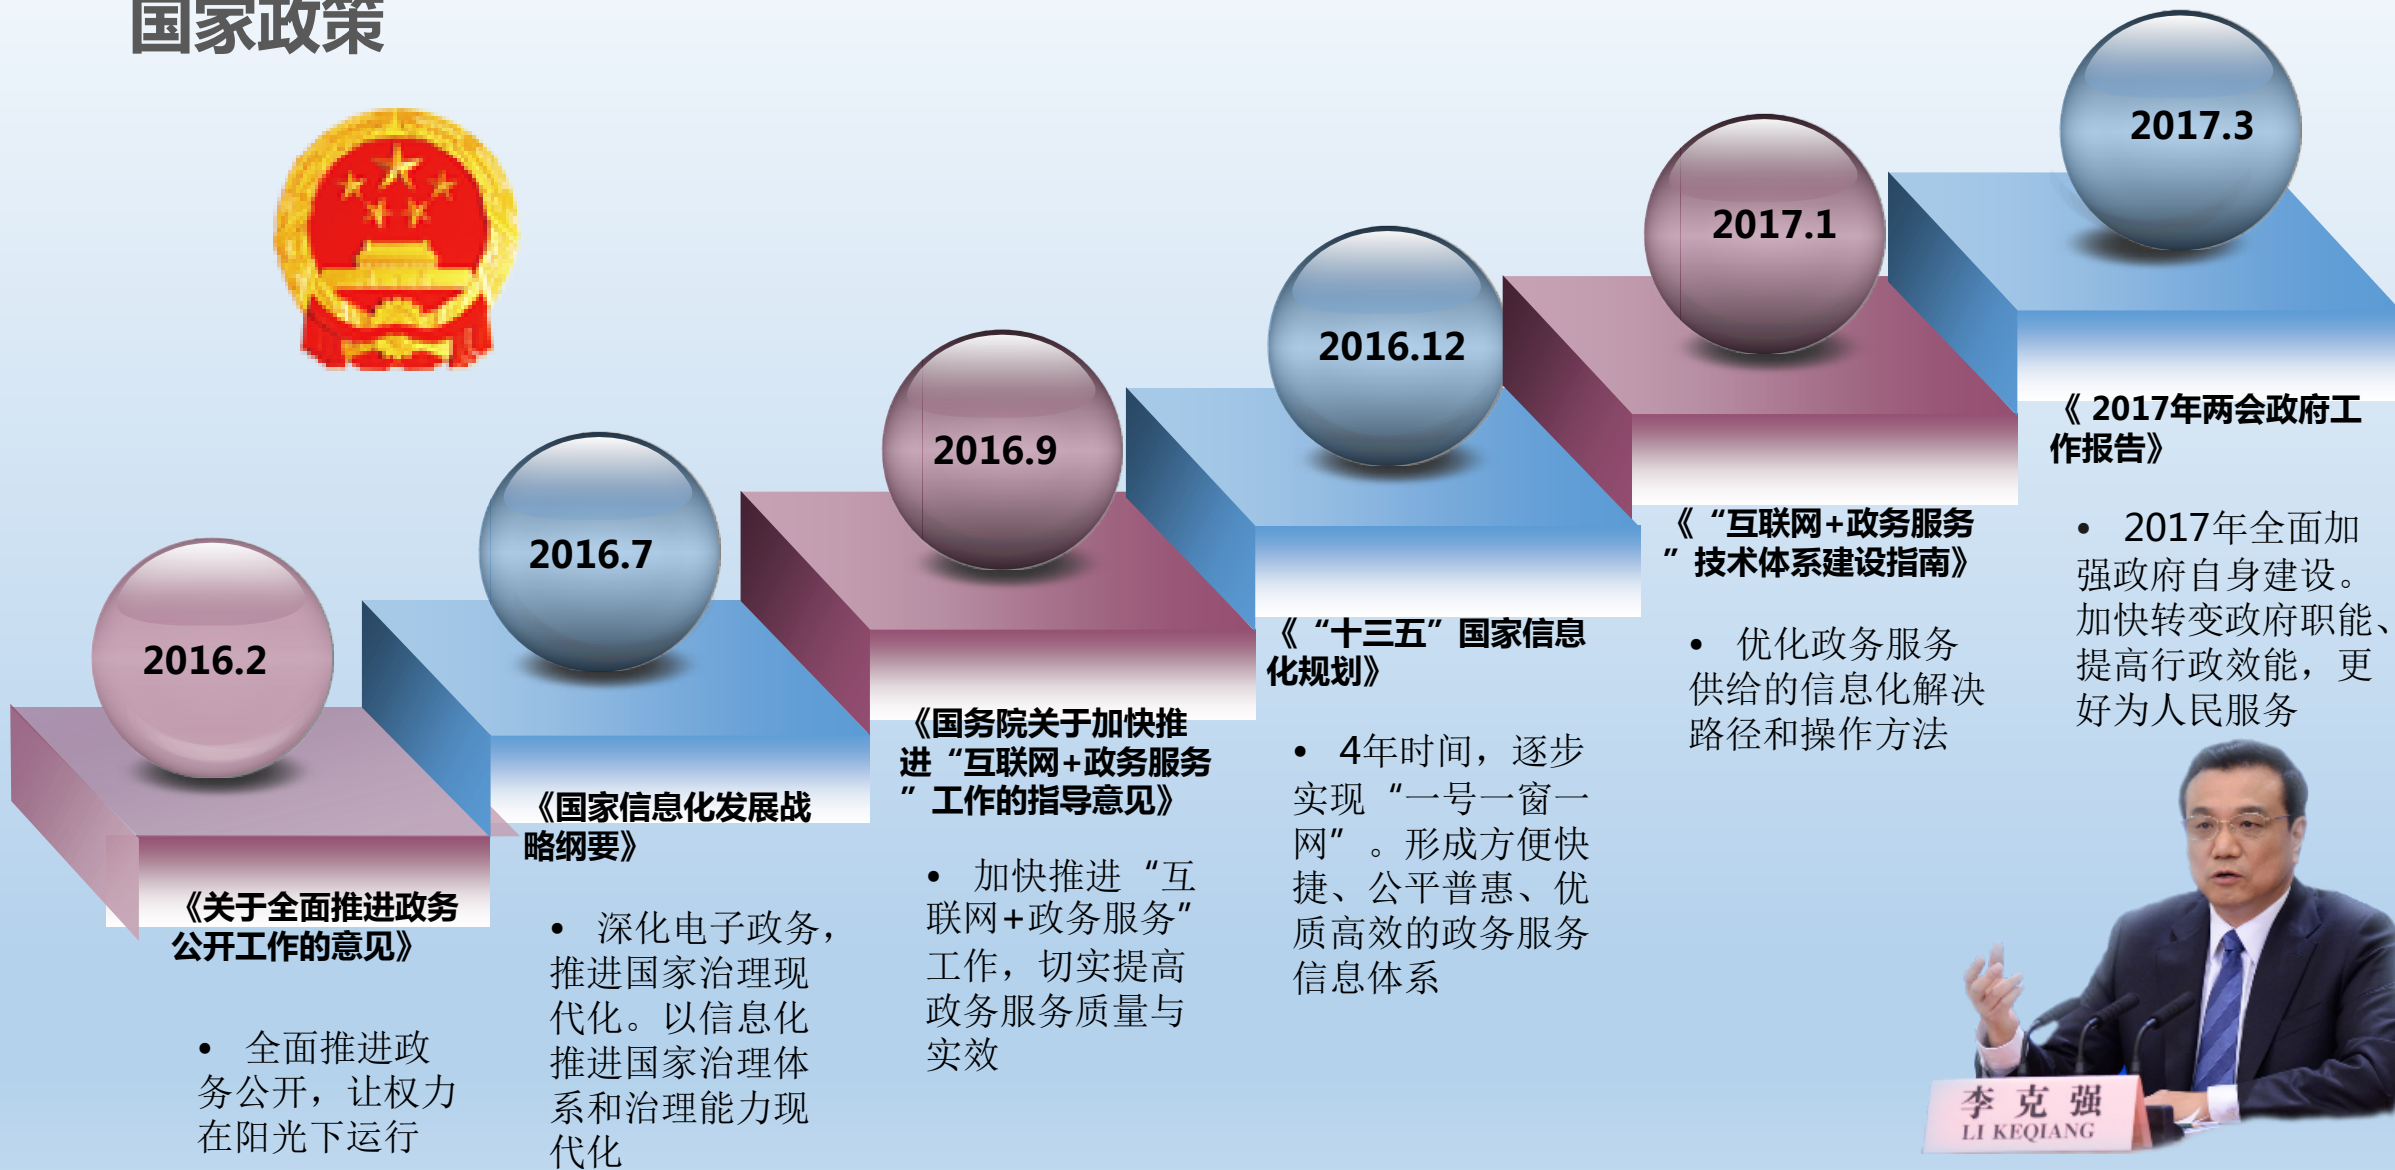 国家政策
2016.2
《关于全面推进政务
公开工作的意见》
• 全面推进政
务公开，让权力
在阳光下运行
2016.7
《国家信息化发展战
略纲要》
• 深化电子政务，
推进国家治理现
代化。以信息化
推进国家治理体
系和治理能力现
代化
2016.9
《国务院关于加快推
进“互联网+政务服务
”工作的指导意见》
• 加快推进“互
联网+政务服务”
工作，切实提高
政务服务质量与
实效
2016.12
《“十三五”国家信息
化规划》
• 4年时间，逐步
实现“一号一窗一
网”。形成方便快
捷、公平普惠、优
质高效的政务服务
信息体系
2017.1
《“互联网+政务服务
”技术体系建设指南》
• 优化政务服务
供给的信息化解决
路径和操作方法
2017.3
《 2017年两会政府工
作报告》
• 2017年全面加
强政府自身建设。
加快转变政府职能、
提高行政效能，更
好为人民服务
李克强
LI KEQIANG